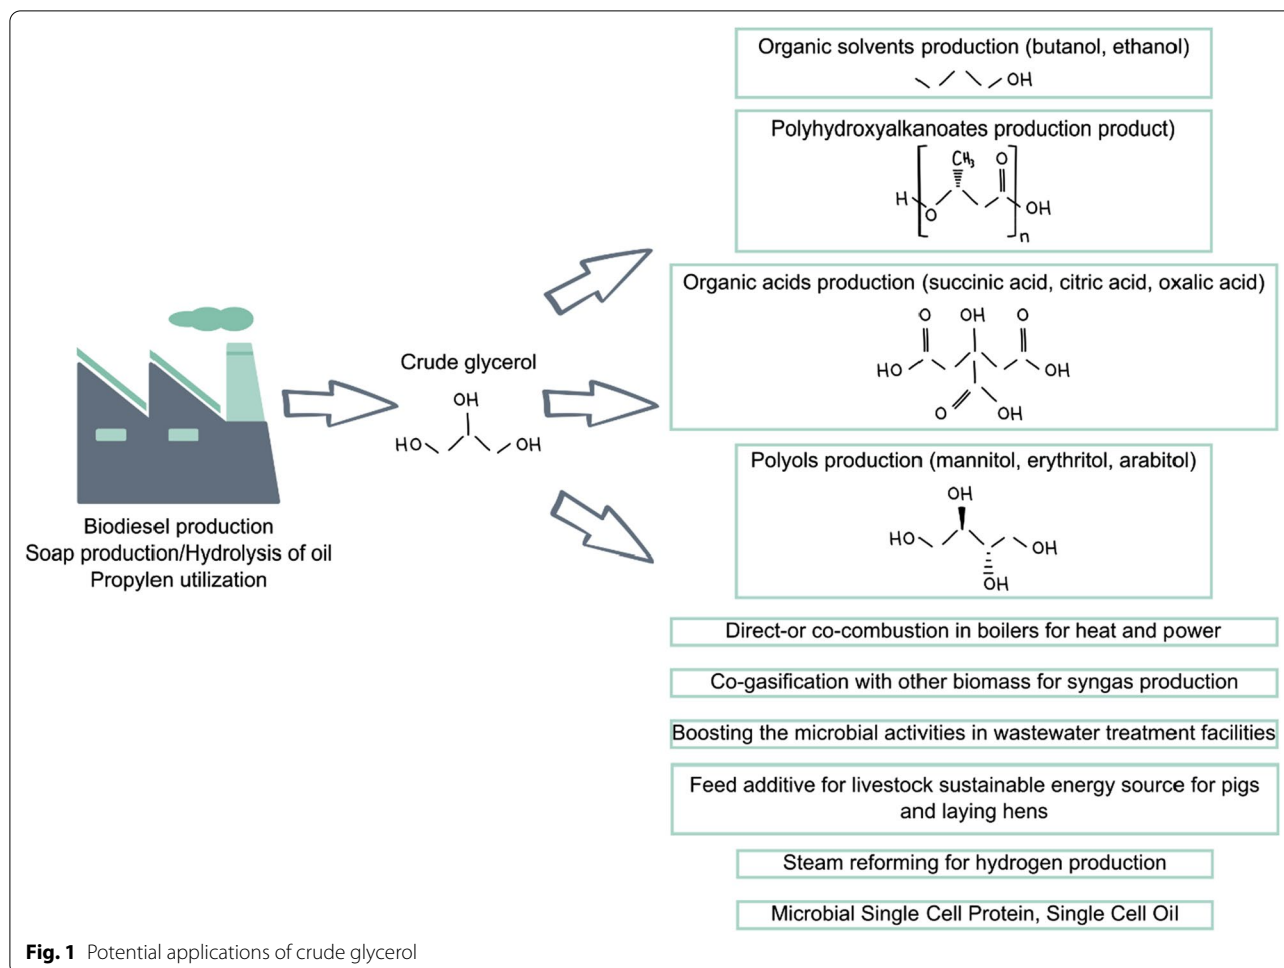 Biodiesel production
Soap production/Hydrolysis of oil
Propylen utilization
Crude glycerol
OH
HO
OH
Organic solvents production (butanol, ethanol)
OH
Polyhydroxyalkanoates production product)
CH3
O
H
O
OH
n
Organic acids production (succinic acid, citric acid, oxalic acid)
O
OH
O
HO
OH
O
OH
Polyols production (mannitol, erythritol, arabitol)
OH
HO
OH
OH
Direct-or co-combustion in boilers for heat and power
Co-gasification with other biomass for syngas production
Boosting the microbial activities in wastewater treatment facilities
Feed additive for livestock sustainable energy source for pigs
and laying hens
Steam reforming for hydrogen production
Microbial Single Cell Protein, Single Cell Oil
Fig. 1 Potential applications of crude glycerol